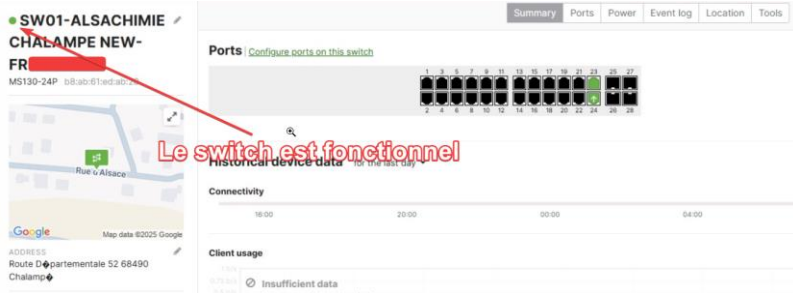 SW01-ALSACHIMIE
CHALAMPE NEW-
FR
MS130-24P b8:ab:61:ed:ab:
Rue d'Alsace
Google
Map data ©2025 Google
ADDRESS
Route D�partementale 52 68490
Chalamp�
Summary Ports Power Event log Location Tools
Ports | Configure ports on this switch
1 3 5 7 9 11 13 15 17 19 21 23 25 27
2 4 6 8 10 12 14 16 18 20 22 24 26 28
Le switch est fonctionnel
Historical device data for the last day
Connectivity
16:00 20:00 00:00 04:00
Client usage
Insufficient data